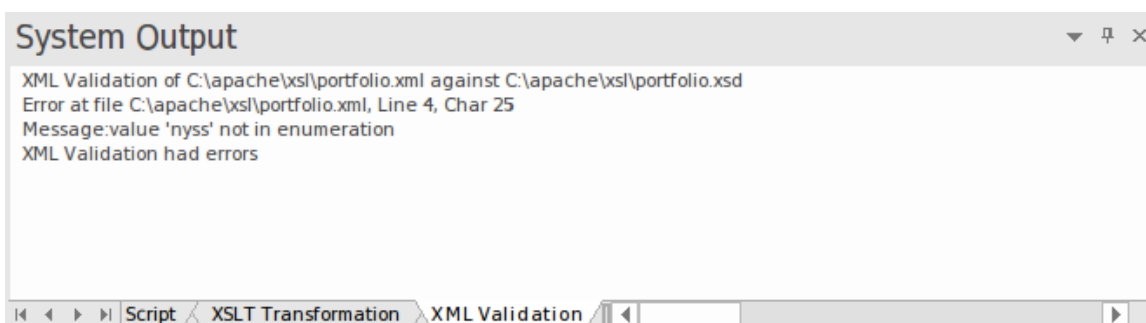 System Output
XML Validation of C:\apache\xsl\portfolio.xml against C:\apache\xsl\portfolio.xsd
Error at file C:\apache\xsl\portfolio.xml, Line 4, Char 25
Message:value 'nyss' not in enumeration
XML Validation had errors
Script XSLT Transformation XML Validation